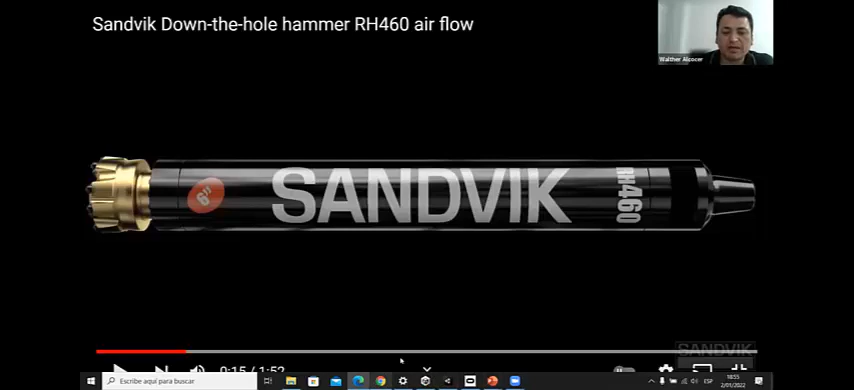 Sandvik Down-the-hole hammer RH460 air flow
Walther Alcocer
6"
SANDVIK
RH460
SANDVIK
0:15 / 1:52
Escribe aquí para buscar
ESP
18:55
2/01/2022